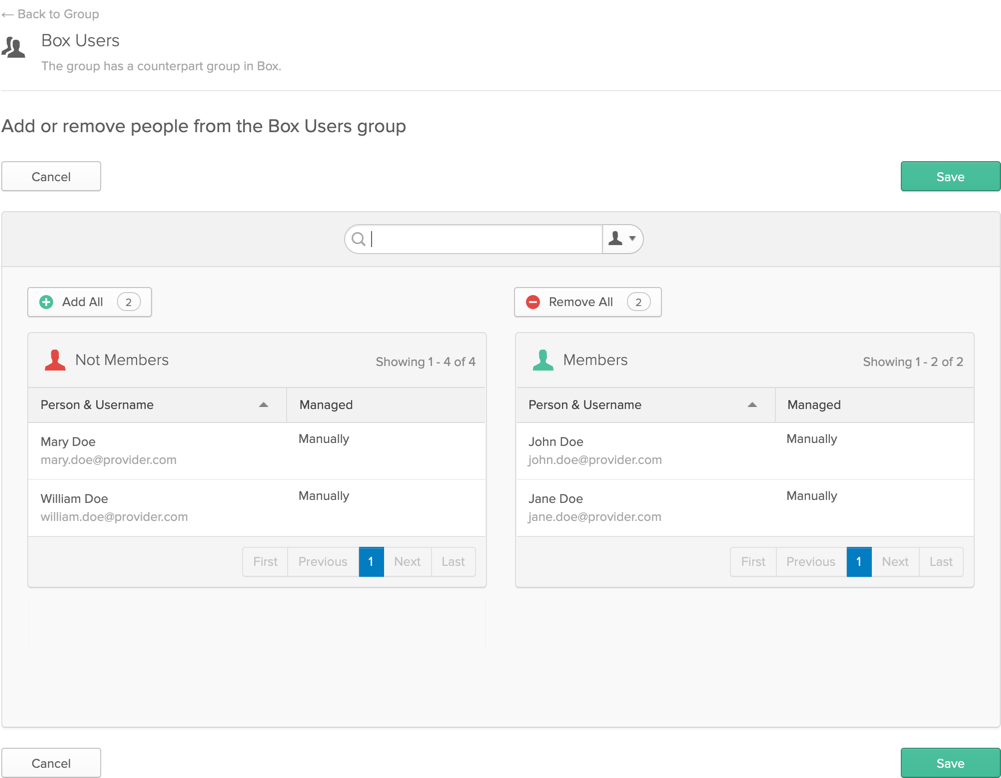 ← Back to Group
Box Users
The group has a counterpart group in Box.
Add or remove people from the Box Users group
Cancel
Save
Add All 2
Remove All 2
Not Members
Showing 1 - 4 of 4
Person & Username
Managed
Mary Doe
Manually
mary.doe@provider.com
William Doe
Manually
william.doe@provider.com
First Previous 1 Next Last
Members
Showing 1 - 2 of 2
Person & Username
Managed
John Doe
Manually
john.doe@provider.com
Jane Doe
Manually
jane.doe@provider.com
First Previous 1 Next Last
Cancel
Save